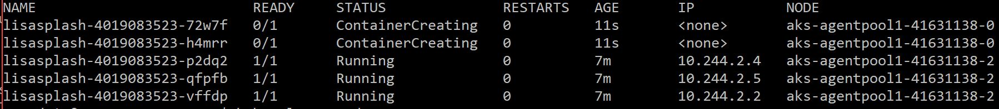 NAME READY STATUS RESTARTS AGE IP NODE
lisasplash-4019083523-72w7f 0/1 ContainerCreating 0 11s <none> aks-agentpool1-41631138-0
lisasplash-4019083523-h4mrr 0/1 ContainerCreating 0 11s <none> aks-agentpool1-41631138-0
lisasplash-4019083523-p2dq2 1/1 Running 0 7m 10.244.2.4 aks-agentpool1-41631138-2
lisasplash-4019083523-qfpfb 1/1 Running 0 7m 10.244.2.5 aks-agentpool1-41631138-2
lisasplash-4019083523-vffdp 1/1 Running 0 7m 10.244.2.2 aks-agentpool1-41631138-2